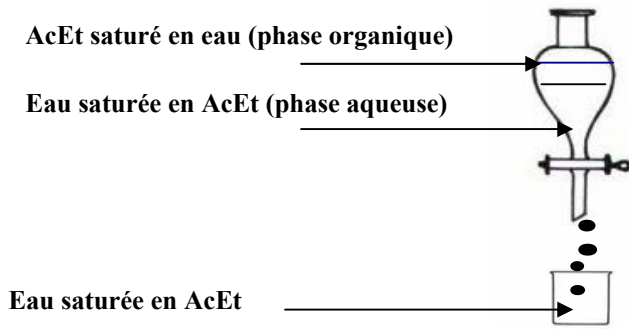 AcEt saturé en eau (phase organique)
Eau saturée en AcEt (phase aqueuse)
Eau saturée en AcEt